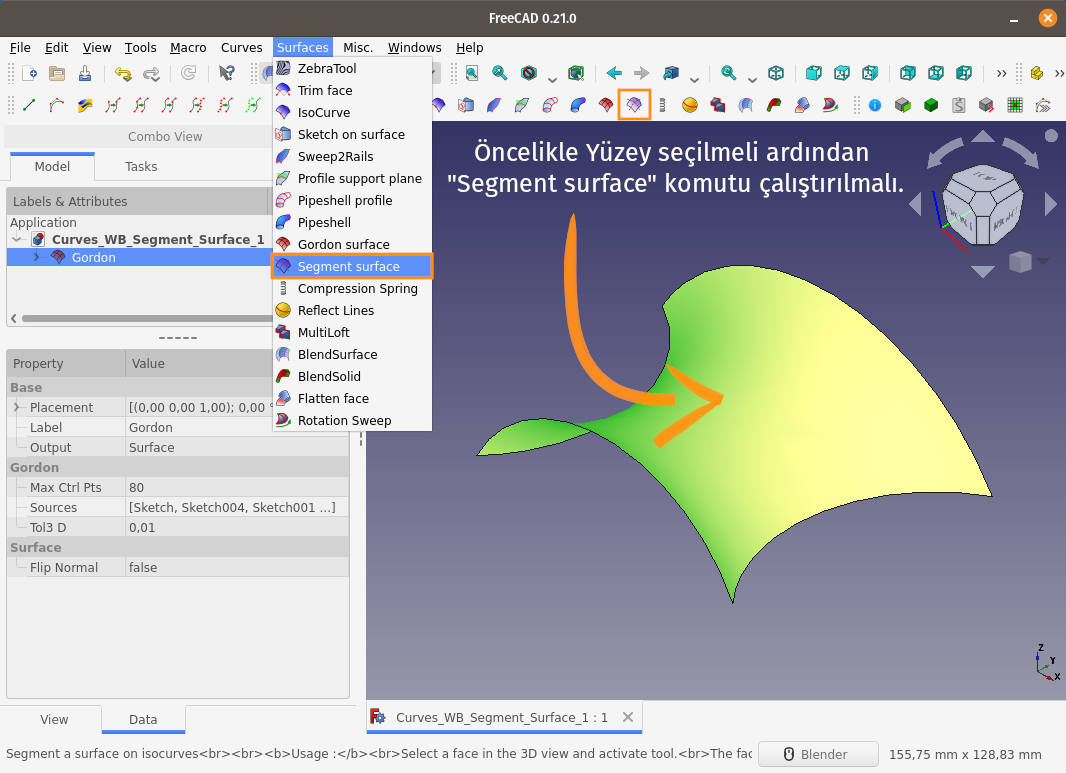 FreeCAD 0.21.0
File Edit View Tools Macro Curves Surfaces Misc. Windows Help
ZebraTool
Trim face
IsoCurve
Sketch on surface
Sweep2Rails
Profile support plane
Pipeshell profile
Pipeshell
Gordon surface
Segment surface
Compression Spring
Reflect Lines
MultiLoft
BlendSurface
BlendSolid
Flatten face
Rotation Sweep
Combo View
Model Tasks
Labels & Attributes
Application
Curves_WB_Segment_Surface_1
Gordon
Property Value
Base
Placement [(0,00 0,00 1,00); 0,00
Label Gordon
Output Surface
Gordon
Max Ctrl Pts 80
Sources [Sketch, Sketch004, Sketch001 ...]
Tol3 D 0,01
Surface
Flip Normal false
View Data
Öncelikle Yüzey seçilmeli ardından
"Segment surface" komutu çalıştırılmalı.
Z
Y
X
Curves_WB_Segment_Surface_1 : 1
Segment a surface on isocurves<br><br><b>Usage :</b><br>Select a face in the 3D view and activate tool.<br>The fac
Blender 155,75 mm x 128,83 mm